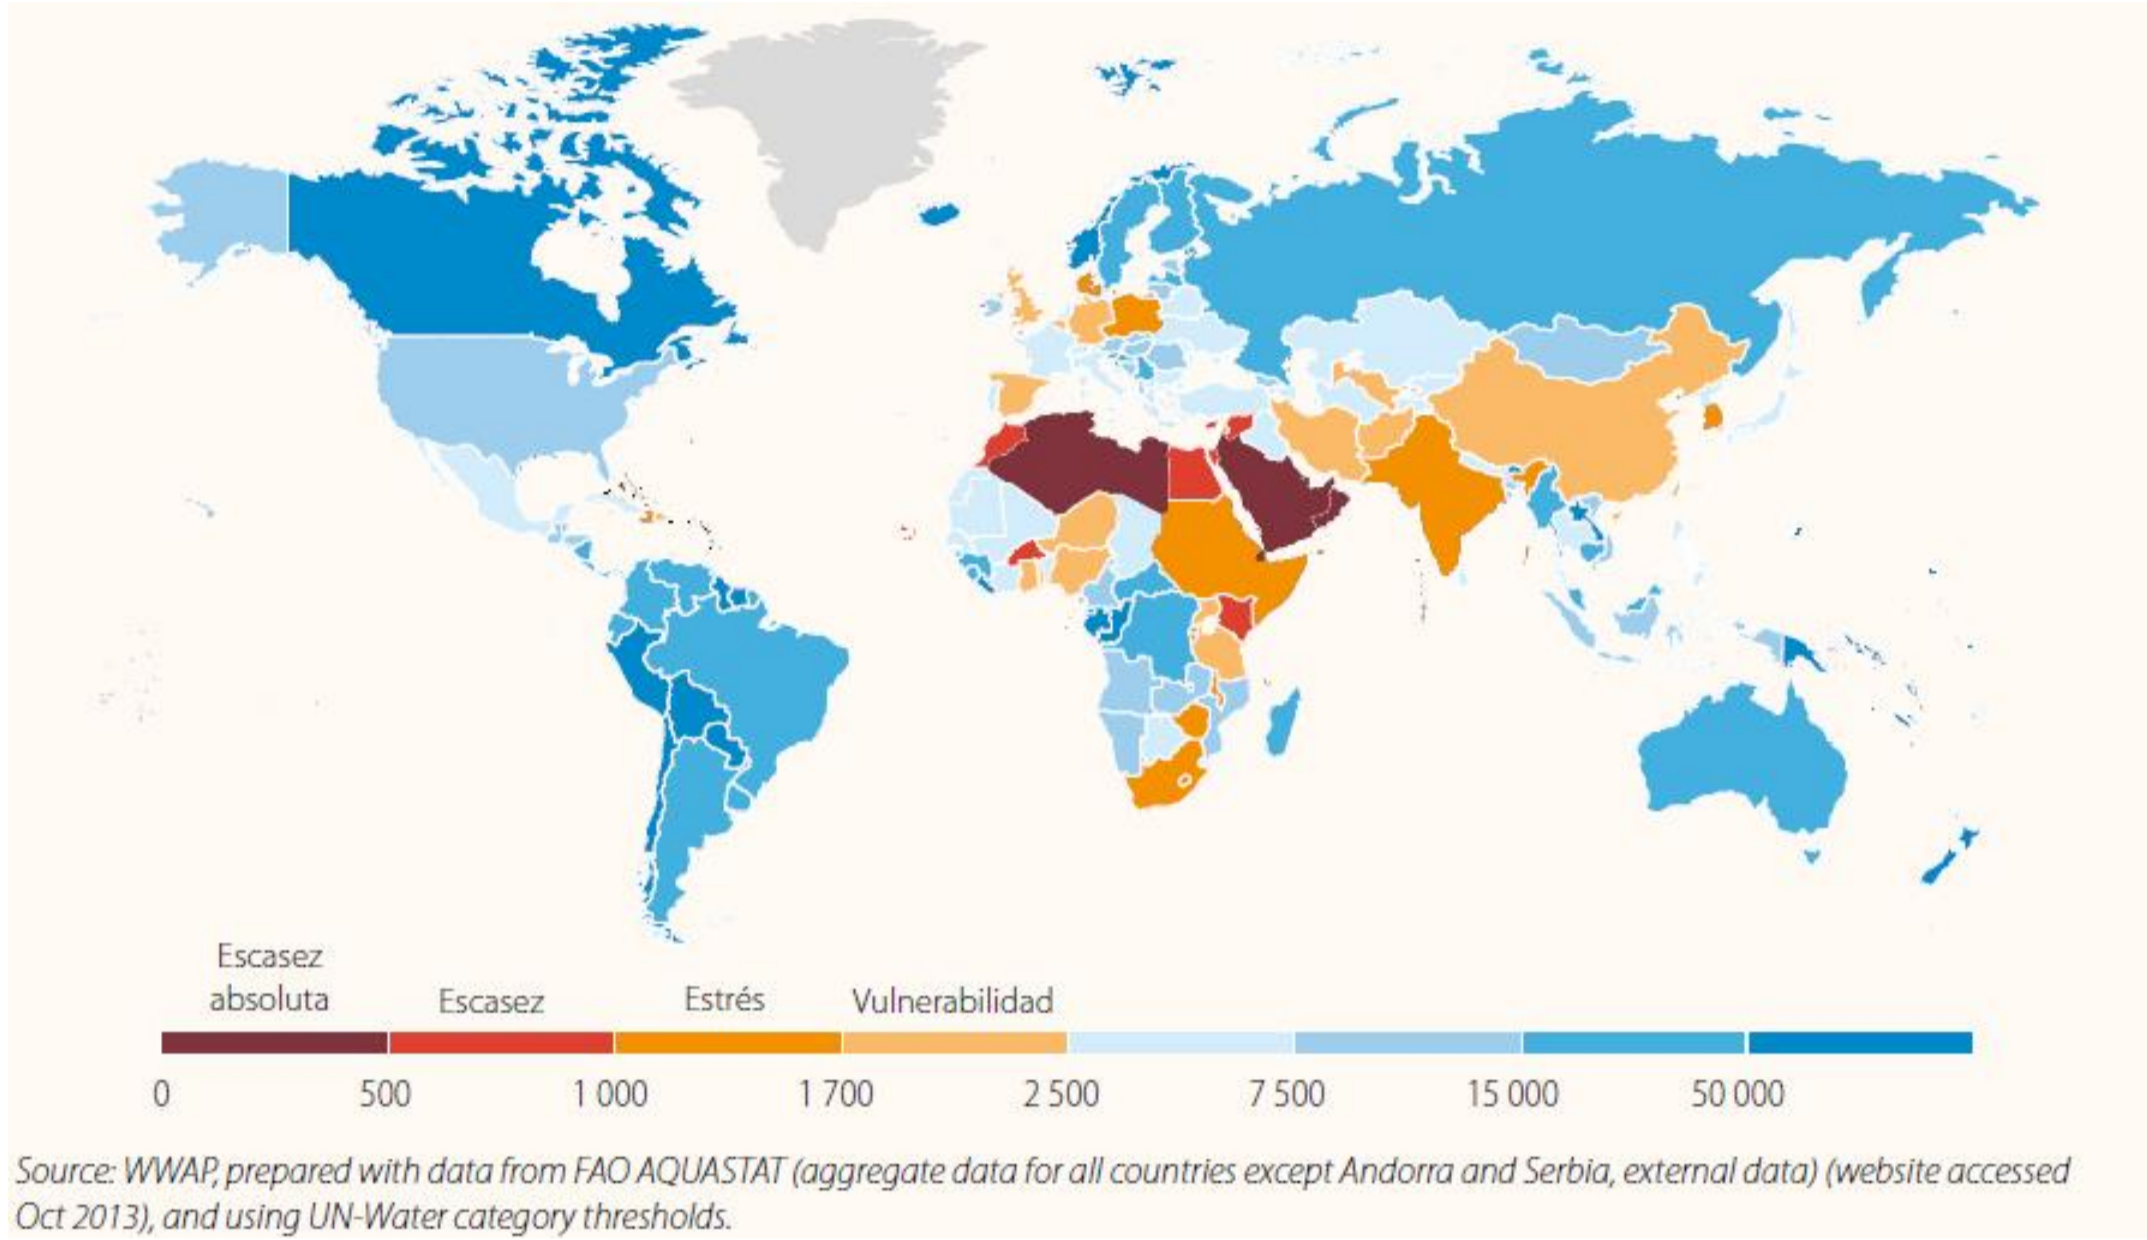 Escasez
absoluta
Escasez
Estrés
Vulnerabilidad
0 500 1 000 1 700 2 500 7 500 15 000 50 000
Source: WWAP, prepared with data from FAO AQUASTAT (aggregate data for all countries except Andorra and Serbia, external data) (website accessed
Oct 2013), and using UN-Water category thresholds.